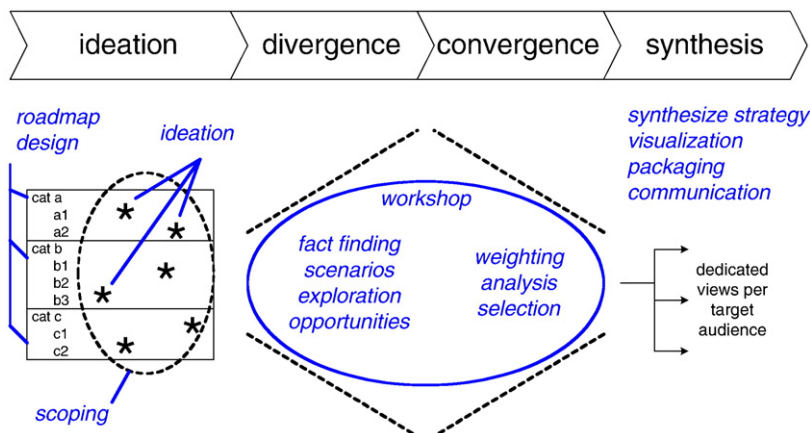 ideation
divergence
convergence
synthesis
roadmap
design
ideation
cat a
a1
a2
cat b
b1
b2
b3
cat c
c1
c2
scoping
workshop
fact finding
scenarios
exploration
opportunities
weighting
analysis
selection
synthesize strategy
visualization
packaging
communication
dedicated
views per
target
audience